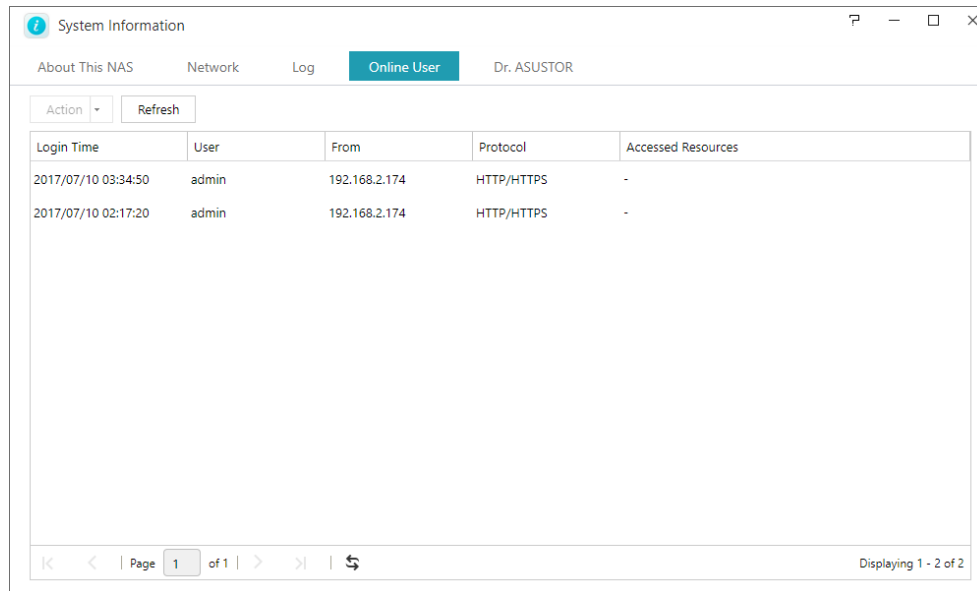 System Information
About This NAS Network Log Online User Dr. ASUSTOR
Action Refresh
Login Time User From Protocol Accessed Resources
2017/07/10 03:34:50 admin 192.168.2.174 HTTP/HTTPS -
2017/07/10 02:17:20 admin 192.168.2.174 HTTP/HTTPS -
Page 1 of 1 Displaying 1 - 2 of 2